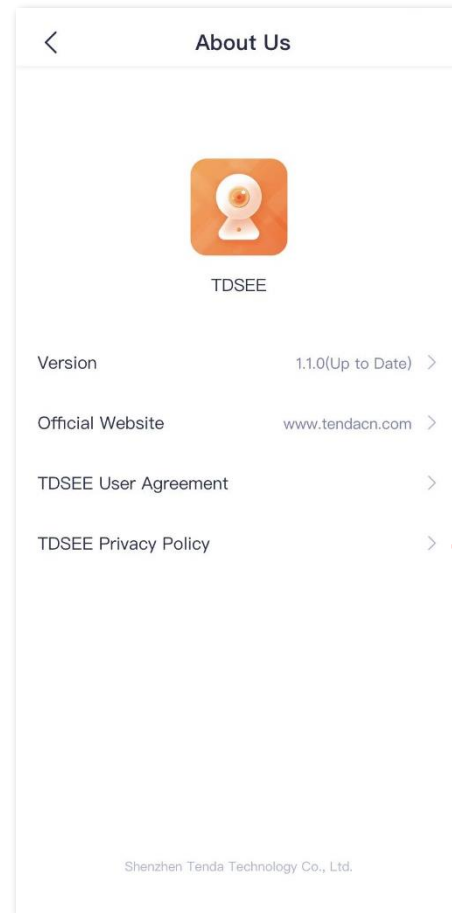 About Us
TDSEE
Version 1.1.0(Up to Date)
Official Website www.tendacn.com
TDSEE User Agreement
TDSEE Privacy Policy
Shenzhen Tenda Technology Co., Ltd.